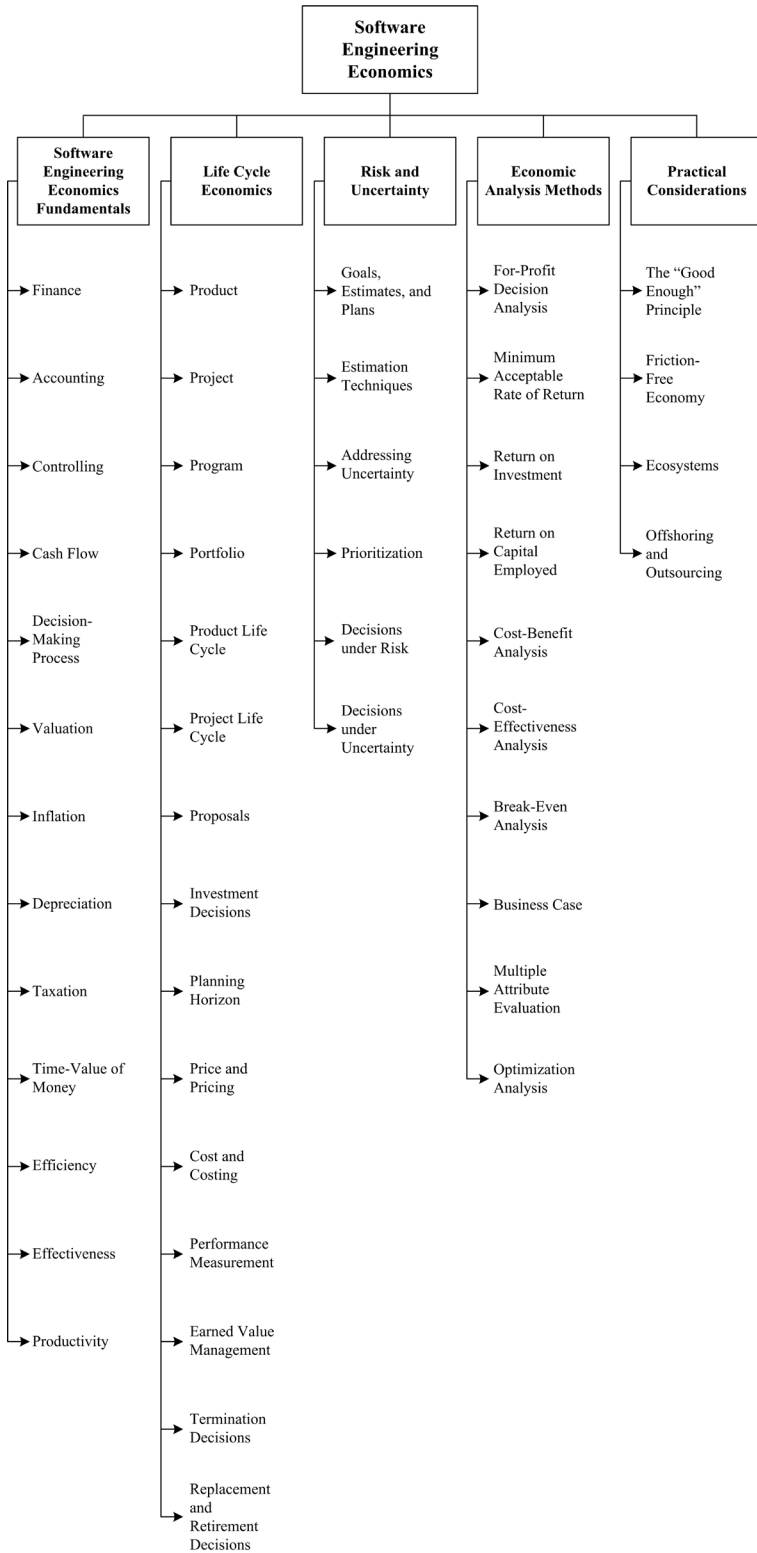 Software
Engineering
Economics
Software
Engineering
Economics
Fundamentals
Finance
Accounting
Controlling
Cash Flow
Decision-
Making
Process
Valuation
Inflation
Depreciation
Taxation
Time-Value of
Money
Efficiency
Effectiveness
Productivity
Life Cycle
Economics
Product
Project
Program
Portfolio
Product Life
Cycle
Project Life
Cycle
Proposals
Investment
Decisions
Planning
Horizon
Price and
Pricing
Cost and
Costing
Performance
Measurement
Earned Value
Management
Termination
Decisions
Replacement
and
Retirement
Decisions
Risk and
Uncertainty
Goals,
Estimates, and
Plans
Estimation
Techniques
Addressing
Uncertainty
Prioritization
Decisions
under Risk
Decisions
under
Uncertainty
Economic
Analysis Methods
For-Profit
Decision
Analysis
Minimum
Acceptable
Rate of Return
Return on
Investment
Return on
Capital
Employed
Cost-Benefit
Analysis
Cost-
Effectiveness
Analysis
Break-Even
Analysis
Business Case
Multiple
Attribute
Evaluation
Optimization
Analysis
Practical
Considerations
The “Good
Enough”
Principle
Friction-
Free
Economy
Ecosystems
Offshoring
and
Outsourcing